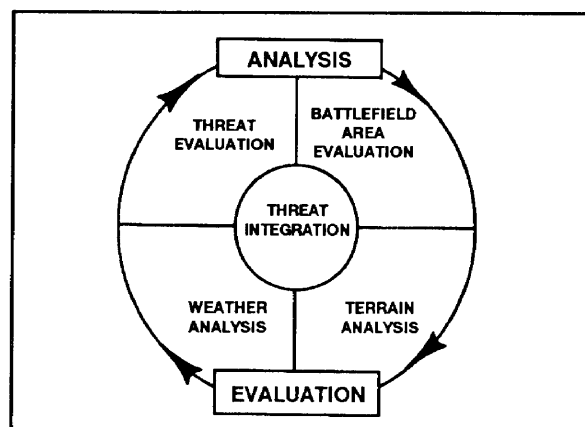 ANALYSIS
THREAT
EVALUATION
BATTLEFIELD
AREA
EVALUATION
THREAT
INTEGRATION
WEATHER
ANALYSIS
TERRAIN
ANALYSIS
EVALUATION